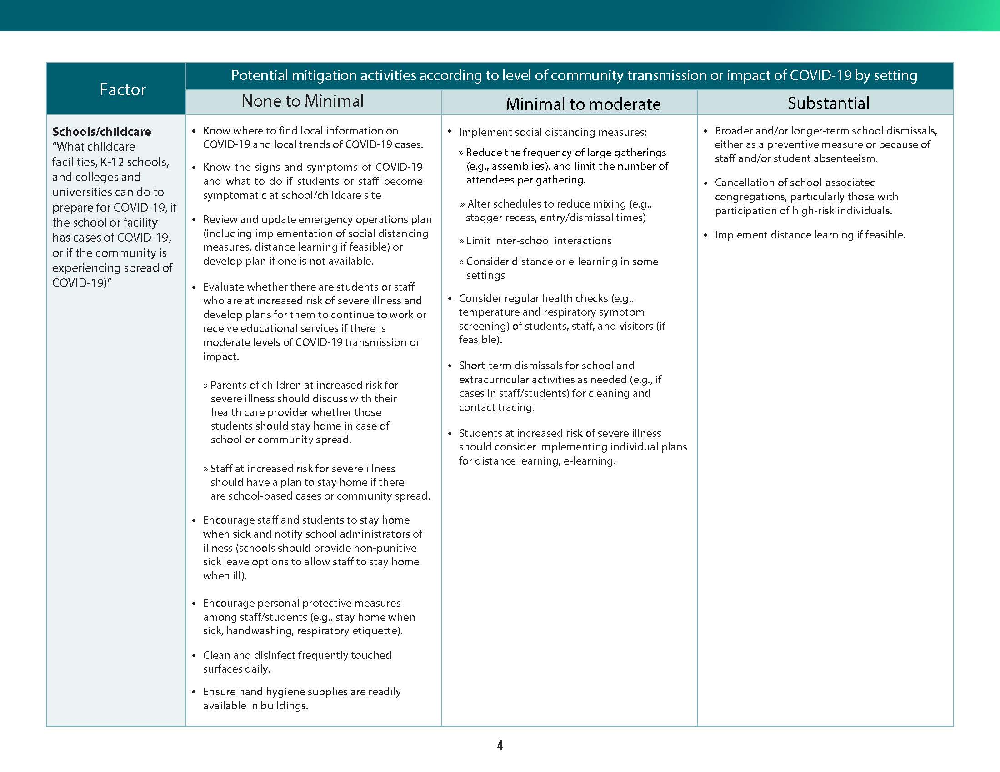 Factor
Potential mitigation activities according to level of community transmission or impact of COVID-19 by setting
None to Minimal
Minimal to moderate
Substantial
Schools/childcare
“What childcare
facilities, K-12 schools,
and colleges and
universities can do to
prepare for COVID-19, if
the school or facility
has cases of COVID-19,
or if the community is
experiencing spread of
COVID-19)”
• Know where to find local information on
COVID-19 and local trends of COVID-19 cases.
• Know the signs and symptoms of COVID-19
and what to do if students or staff become
symptomatic at school/childcare site.
• Review and update emergency operations plan
(including implementation of social distancing
measures, distance learning if feasible) or
develop plan if one is not available.
• Evaluate whether there are students or staff
who are at increased risk of severe illness and
develop plans for them to continue to work or
receive educational services if there is
moderate levels of COVID-19 transmission or
impact.
» Parents of children at increased risk for
severe illness should discuss with their
health care provider whether those
students should stay home in case of
school or community spread.
» Staff at increased risk for severe illness
should have a plan to stay home if there
are school-based cases or community spread.
• Encourage staff and students to stay home
when sick and notify school administrators of
illness (schools should provide non-punitive
sick leave options to allow staff to stay home
when ill).
• Encourage personal protective measures
among staff/students (e.g., stay home when
sick, handwashing, respiratory etiquette).
• Clean and disinfect frequently touched
surfaces daily.
• Ensure hand hygiene supplies are readily
available in buildings.
• Implement social distancing measures:
» Reduce the frequency of large gatherings
(e.g., assemblies), and limit the number of
attendees per gathering.
» Alter schedules to reduce mixing (e.g.,
stagger recess, entry/dismissal times)
» Limit inter-school interactions
» Consider distance or e-learning in some
settings
• Consider regular health checks (e.g.,
temperature and respiratory symptom
screening) of students, staff, and visitors (if
feasible).
• Short-term dismissals for school and
extracurricular activities as needed (e.g., if
cases in staff/students) for cleaning and
contact tracing.
• Students at increased risk of severe illness
should consider implementing individual plans
for distance learning, e-learning.
• Broader and/or longer-term school dismissals,
either as a preventive measure or because of
staff and/or student absenteeism.
• Cancellation of school-associated
congregations, particularly those with
participation of high-risk individuals.
• Implement distance learning if feasible.
4